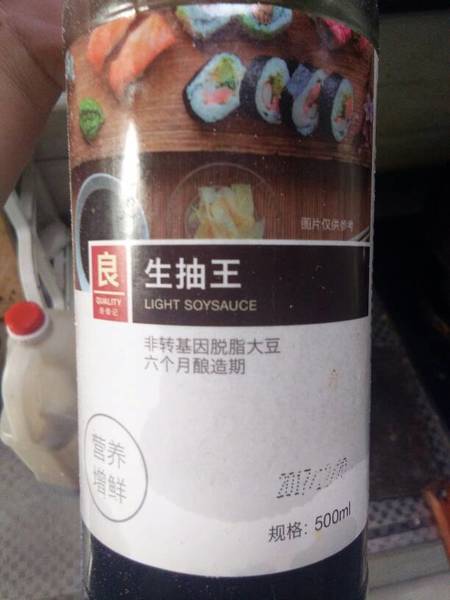 图片仅供参考
良
QUALITY
生抽王
LIGHT SOYSAUCE
非转基因脱脂大豆
六个月酿造期
营养
增鲜
规格: 500ml